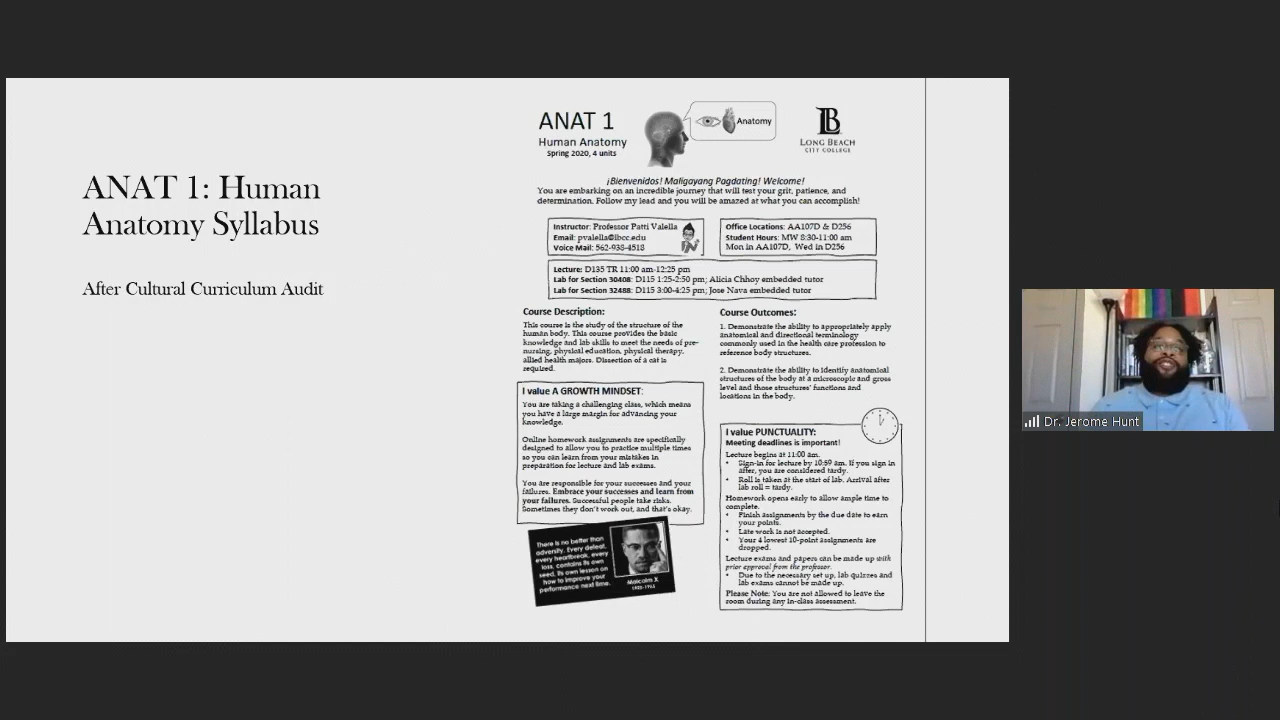 ANAT 1: Human
Anatomy Syllabus
After Cultural Curriculum Audit
ANAT 1
Human Anatomy
Spring 2020, 4 units
Anatomy
LB
LONG BEACH
CITY COLLEGE
¡Bienvenidos! Maligayang Pagdating! Welcome!
You are embarking on an incredible journey that will test your grit, patience, and
determination. Follow my lead and you will be amazed at what you can accomplish!
Instructor: Professor Patti Valella
Email: pvalella@lbcc.edu
Voice Mail: 562-938-4518
Office Locations: AA107D & D256
Student Hours: MW 8:30-11:00 am
Mon in AA107D, Wed in D256
Lecture: D135 TR 11:00 am-12:25 pm
Lab for Section 30408: D115 1:25-2:50 pm; Alicia Chhoy embedded tutor
Lab for Section 32488: D115 3:00-4:25 pm; Jose Nava embedded tutor
Course Description:
This course is the study of the structure of the
human body. This course provides the basic
knowledge and lab skills to meet the needs of pre-
nursing, physical education, physical therapy,
allied health majors. Dissection of a cat is
required.
I value A GROWTH MINDSET:
You are taking a challenging class, which means
you have a large margin for advancing your
knowledge.
Online homework assignments are specifically
designed to allow you to practice multiple times
so you can learn from your mistakes in
preparation for lecture and lab exams.
You are responsible for your successes and your
failures. Embrace your successes and learn from
your failures. Successful people take risks.
Sometimes they don't work out, and that's okay.
There is no better than
adversity. Every defeat,
every heartbreak, every
loss, contains its own
seed, its own lesson on
how to improve your
performance next time.
Malcolm X
1925-1965
Course Outcomes:
1. Demonstrate the ability to appropriately apply
anatomical and directional terminology
commonly used in the health care profession to
reference body structures.
2. Demonstrate the ability to identify anatomical
structures of the body at a microscopic and gross
level and those structures' functions and
locations in the body.
I value PUNCTUALITY:
Meeting deadlines is important!
Lecture begins at 11:00 am.
• Sign-in for lecture by 10:59 am. If you sign in
after, you are considered tardy.
• Roll is taken at the start of lab. Arrival after
lab roll = tardy.
Homework opens early to allow ample time to
complete.
• Finish assignments by the due date to earn
your points.
• Late work is not accepted.
• Your 4 lowest 10-point assignments are
dropped.
Lecture exams and papers can be made up with
prior approval from the professor.
• Due to the necessary set up, lab quizzes and
lab exams cannot be made up.
Please Note: You are not allowed to leave the
room during any in-class assessment.
Dr. Jerome Hunt